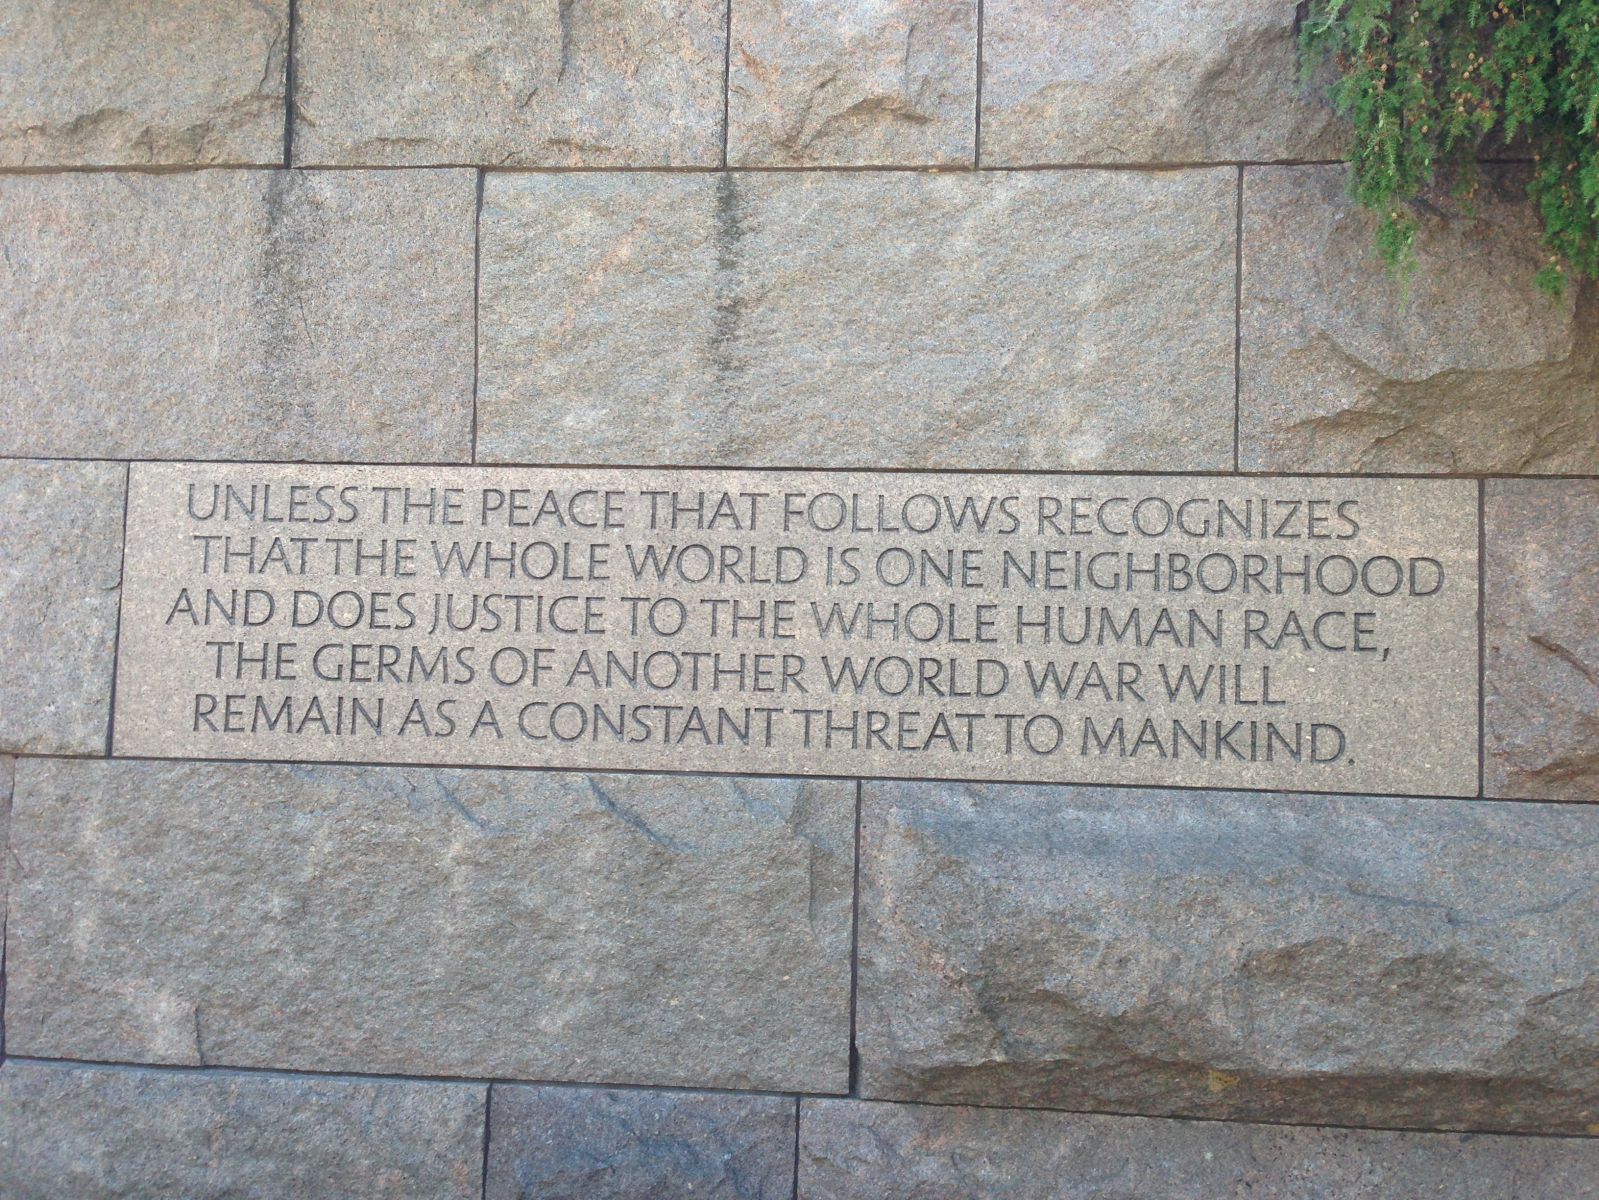 UNLESS THE PEACE THAT FOLLOWS RECOGNIZES
THAT THE WHOLE WORLD IS ONE NEIGHBORHOOD
AND DOES JUSTICE TO THE WHOLE HUMAN RACE,
THE GERMS OF ANOTHER WORLD WAR WILL
REMAIN AS A CONSTANT THREAT TO MANKIND.